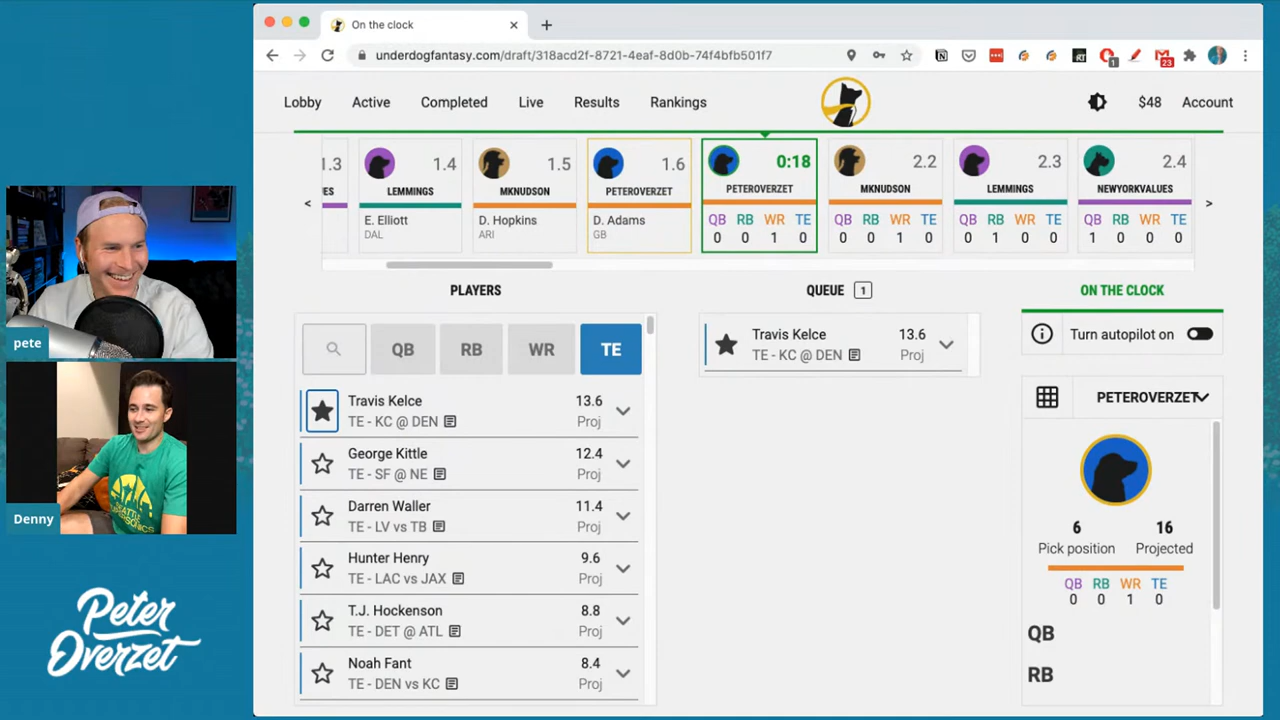 On the clock
underdogfantasy.com/draft/318acd2f-8721-4eaf-8d0b-74f4bfb501f7
1
23
Lobby
Active
Completed
Live
Results
Rankings
$48
Account
1.3
ES
1.4
LEMMINGS
E. Elliott
DAL
1.5
MKNUDSON
D. Hopkins
ARI
1.6
PETEROVERZET
D. Adams
GB
0:18
PETEROVERZET
QB RB WR TE
0 0 1 0
2.2
MKNUDSON
QB RB WR TE
0 0 1 0
2.3
LEMMINGS
QB RB WR TE
0 1 0 0
2.4
NEWYORKVALUES
QB RB WR TE
1 0 0 0
< >
PLAYERS
QB
RB
WR
TE
Travis Kelce 13.6
TE - KC @ DEN Proj
George Kittle 12.4
TE - SF @ NE Proj
Darren Waller 11.4
TE - LV vs TB Proj
Hunter Henry 9.6
TE - LAC vs JAX Proj
T.J. Hockenson 8.8
TE - DET @ ATL Proj
Noah Fant 8.4
TE - DEN vs KC Proj
QUEUE 1
Travis Kelce 13.6
TE - KC @ DEN Proj
ON THE CLOCK
Turn autopilot on
PETEROVERZET
6 16
Pick position Projected
QB RB WR TE
0 0 1 0
QB
RB
pete
Denny
SEATTLE
SUPERSONICS
Peter
Overzet